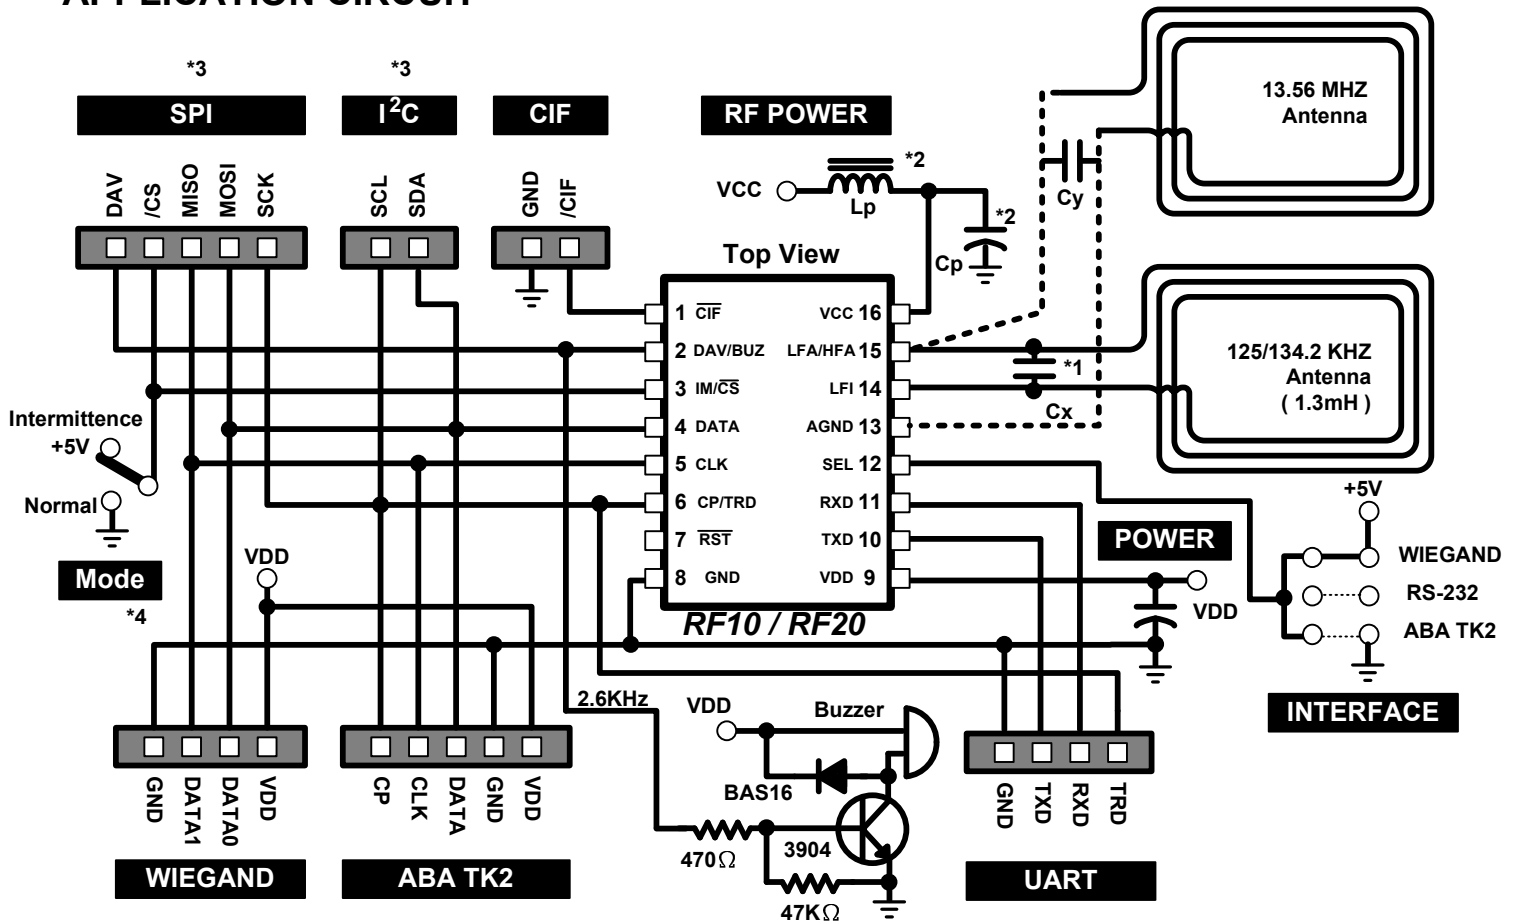 *3
*3
SPI
I²C
CIF
RF POWER
13.56 MHZ
Antenna
DAV
/CS
MISO
MOSI
SCK
SCL
SDA
GND
/CIF
VCC
*2
Lp
*2
Cp
Cy
Top View
1 CIF
2 DAV/BUZ
3 IM/CS
4 DATA
5 CLK
6 CP/TRD
7 RST
8 GND
VCC 16
LFA/HFA 15
LFI 14
AGND 13
SEL 12
RXD 11
TXD 10
VDD 9
RF10 / RF20
*1
Cx
125/134.2 KHZ
Antenna
( 1.3mH )
Intermittence
+5V
Normal
Mode
*4
VDD
POWER
VDD
+5V
WIEGAND
RS-232
ABA TK2
INTERFACE
2.6KHz
VDD
Buzzer
BAS16
3904
470Ω
47KΩ
GND
DATA1
DATA0
VDD
WIEGAND
CP
CLK
DATA
GND
VDD
ABA TK2
GND
TXD
RXD
TRD
UART